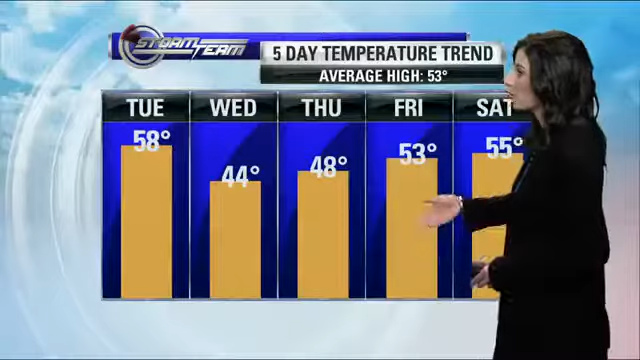 STORM TEAM
5 DAY TEMPERATURE TREND
AVERAGE HIGH: 53°
TUE WED THU FRI SAT
58° 44° 48° 53° 55°